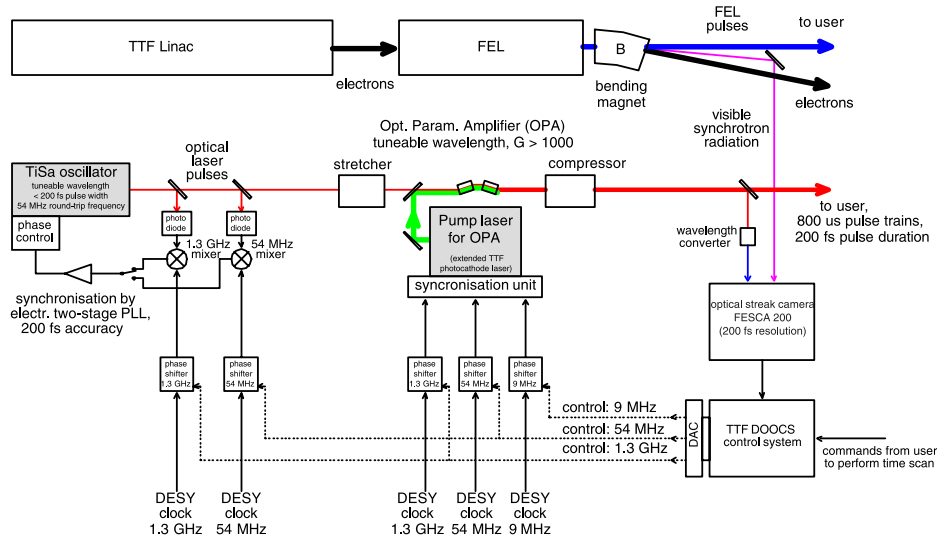 TTF Linac
electrons
FEL
B
bending
magnet
FEL
pulses
to user
electrons
visible
synchrotron
radiation
Opt. Param. Amplifier (OPA)
tuneable wavelength, G > 1000
optical
laser
pulses
stretcher
compressor
TiSa oscillator
tuneable wavelength
< 200 fs pulse width
54 MHz round-trip frequency
phase
control
photo
diode
photo
diode
1.3 GHz
mixer
54 MHz
mixer
synchronisation by
electr. two-stage PLL,
200 fs accuracy
Pump laser
for OPA
(extended TTF
photocathode laser)
syncronisation unit
wavelength
converter
to user,
800 us pulse trains,
200 fs pulse duration
optical streak camera
FESCA 200
(200 fs resolution)
phase
shifter
1.3 GHz
phase
shifter
54 MHz
phase
shifter
1.3 GHz
phase
shifter
54 MHz
phase
shifter
9 MHz
control: 9 MHz
control: 54 MHz
control: 1.3 GHz
DAC
TTF DOOCS
control system
commands from user
to perform time scan
DESY
clock
1.3 GHz
DESY
clock
54 MHz
DESY
clock
1.3 GHz
DESY
clock
54 MHz
DESY
clock
9 MHz